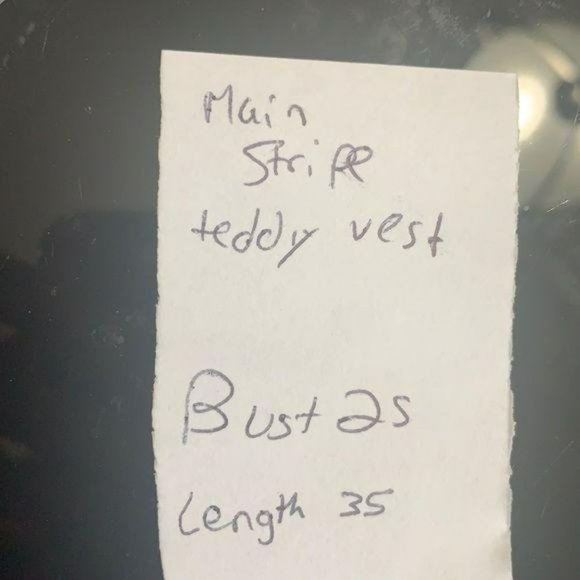 Main
Stripe
teddy vest
Bust 25
Length 35